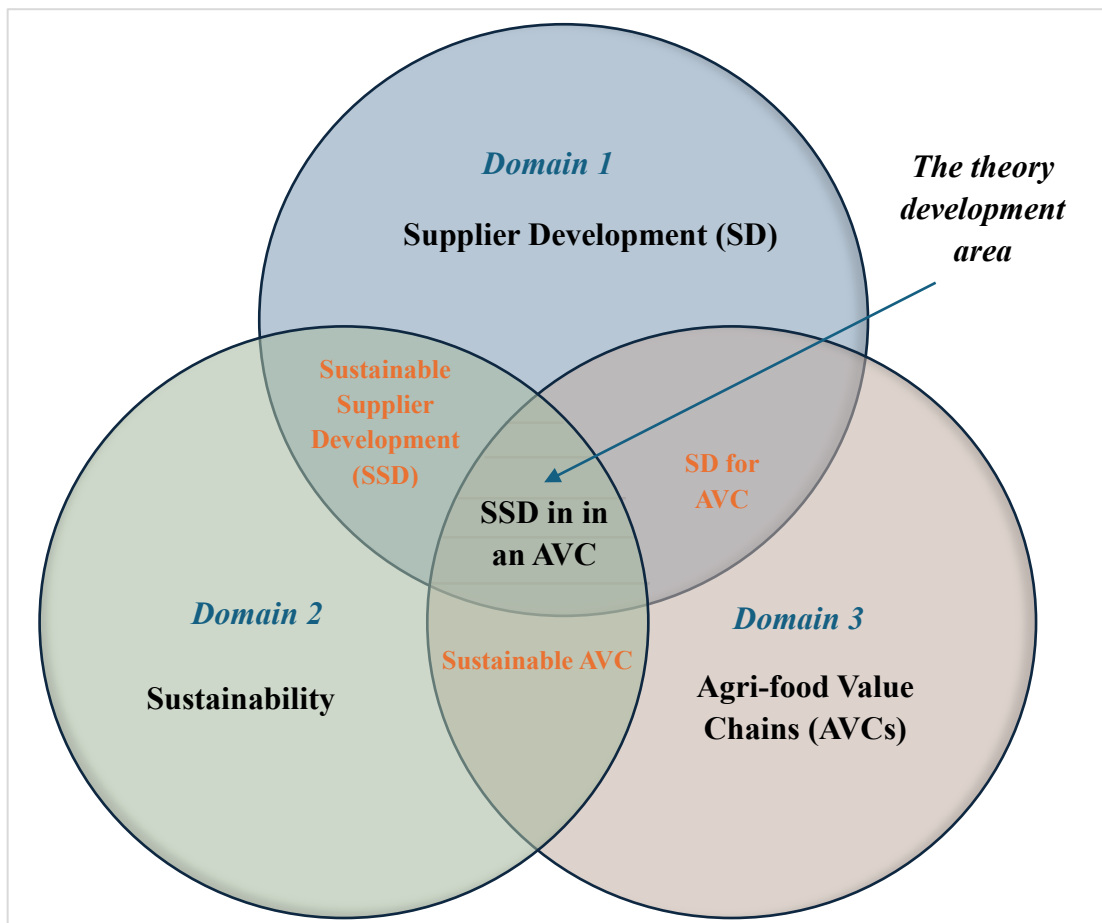 Domain 1
Supplier Development (SD)
The theory
development
area
Sustainable
Supplier
Development
(SSD)
SD for
AVC
SSD in in
an AVC
Domain 2
Sustainability
Sustainable AVC
Domain 3
Agri-food Value
Chains (AVCs)